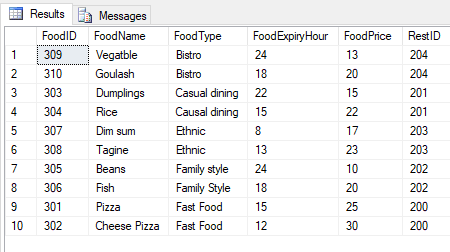 Results Messages
FoodID FoodName FoodType FoodExpiryHour FoodPrice RestID
1 309 Vegatble Bistro 24 13 204
2 310 Goulash Bistro 18 20 204
3 303 Dumplings Casual dining 22 15 201
4 304 Rice Causal dining 15 22 201
5 307 Dim sum Ethnic 8 17 203
6 308 Tagine Ethnic 13 23 203
7 305 Beans Family style 24 10 202
8 306 Fish Family Style 18 20 202
9 301 Pizza Fast Food 15 25 200
10 302 Cheese Pizza Fast Food 12 30 200